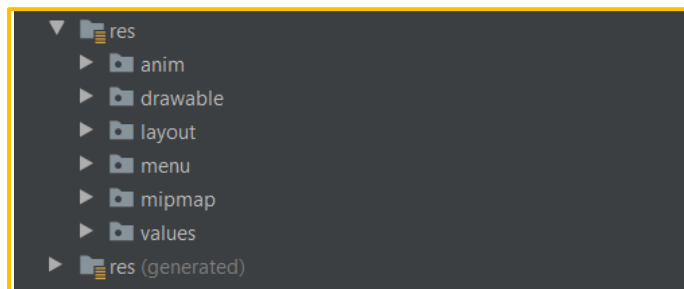 res
anim
drawable
layout
menu
mipmap
values
res (generated)